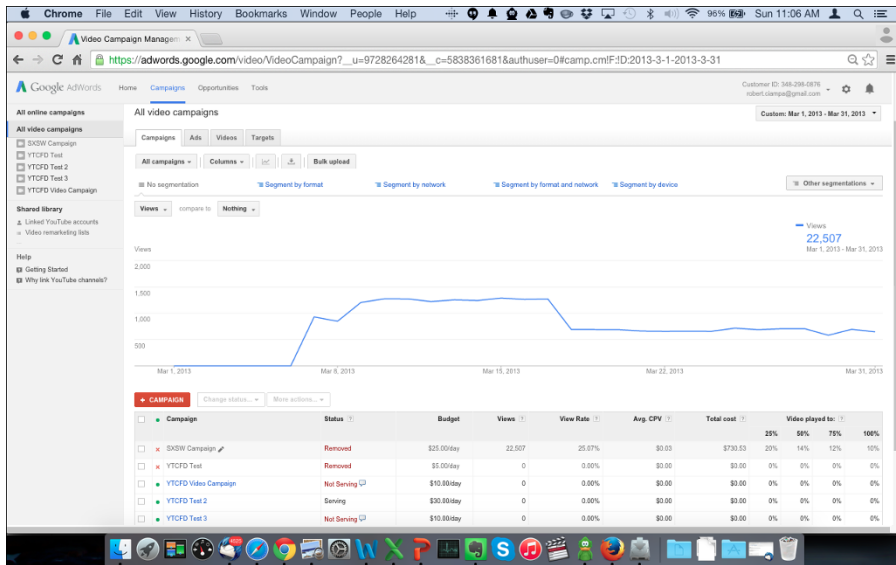 Chrome File Edit View History Bookmarks Window People Help 96% Sun 11:06 AM
Video Campaign Managem
https://adwords.google.com/video/VideoCampaign?__u=9728264281&__c=5838361681&authuser=0#camp.cm!F:!D:2013-3-1-2013-3-31
Google AdWords Home Campaigns Opportunities Tools
Customer ID: 348-298-0876
robert.ciampa@gmail.com
All online campaigns
All video campaigns
SXSW Campaign
YTCFD Test
YTCFD Test 2
YTCFD Test 3
YTCFD Video Campaign
Shared library
Linked YouTube accounts
Video remarketing lists
Help
Getting Started
Why link YouTube channels?
All video campaigns
Custom: Mar 1, 2013 - Mar 31, 2013
Campaigns Ads Videos Targets
All campaigns Columns Bulk upload
No segmentation Segment by format Segment by network Segment by format and network Segment by device Other segmentations
Views compare to Nothing
Views
22,507
Mar 1, 2013 - Mar 31, 2013
Views
2,000
1,500
1,000
500
Mar 1, 2013 Mar 8, 2013 Mar 15, 2013 Mar 22, 2013 Mar 31, 2013
+ CAMPAIGN Change status... More actions...
Campaign Status ? Budget Views ? View Rate ? Avg. CPV ? Total cost ? Video played to: ?
25% 50% 75% 100%
SXSW Campaign Removed $25.00/day 22,507 25.07% $0.03 $730.53 20% 14% 12% 10%
YTCFD Test Removed $5.00/day 0 0.00% $0.00 $0.00 0% 0% 0% 0%
YTCFD Video Campaign Not Serving $10.00/day 0 0.00% $0.00 $0.00 0% 0% 0% 0%
YTCFD Test 2 Serving $30.00/day 0 0.00% $0.00 $0.00 0% 0% 0% 0%
YTCFD Test 3 Not Serving $10.00/day 0 0.00% $0.00 $0.00 0% 0% 0% 0%